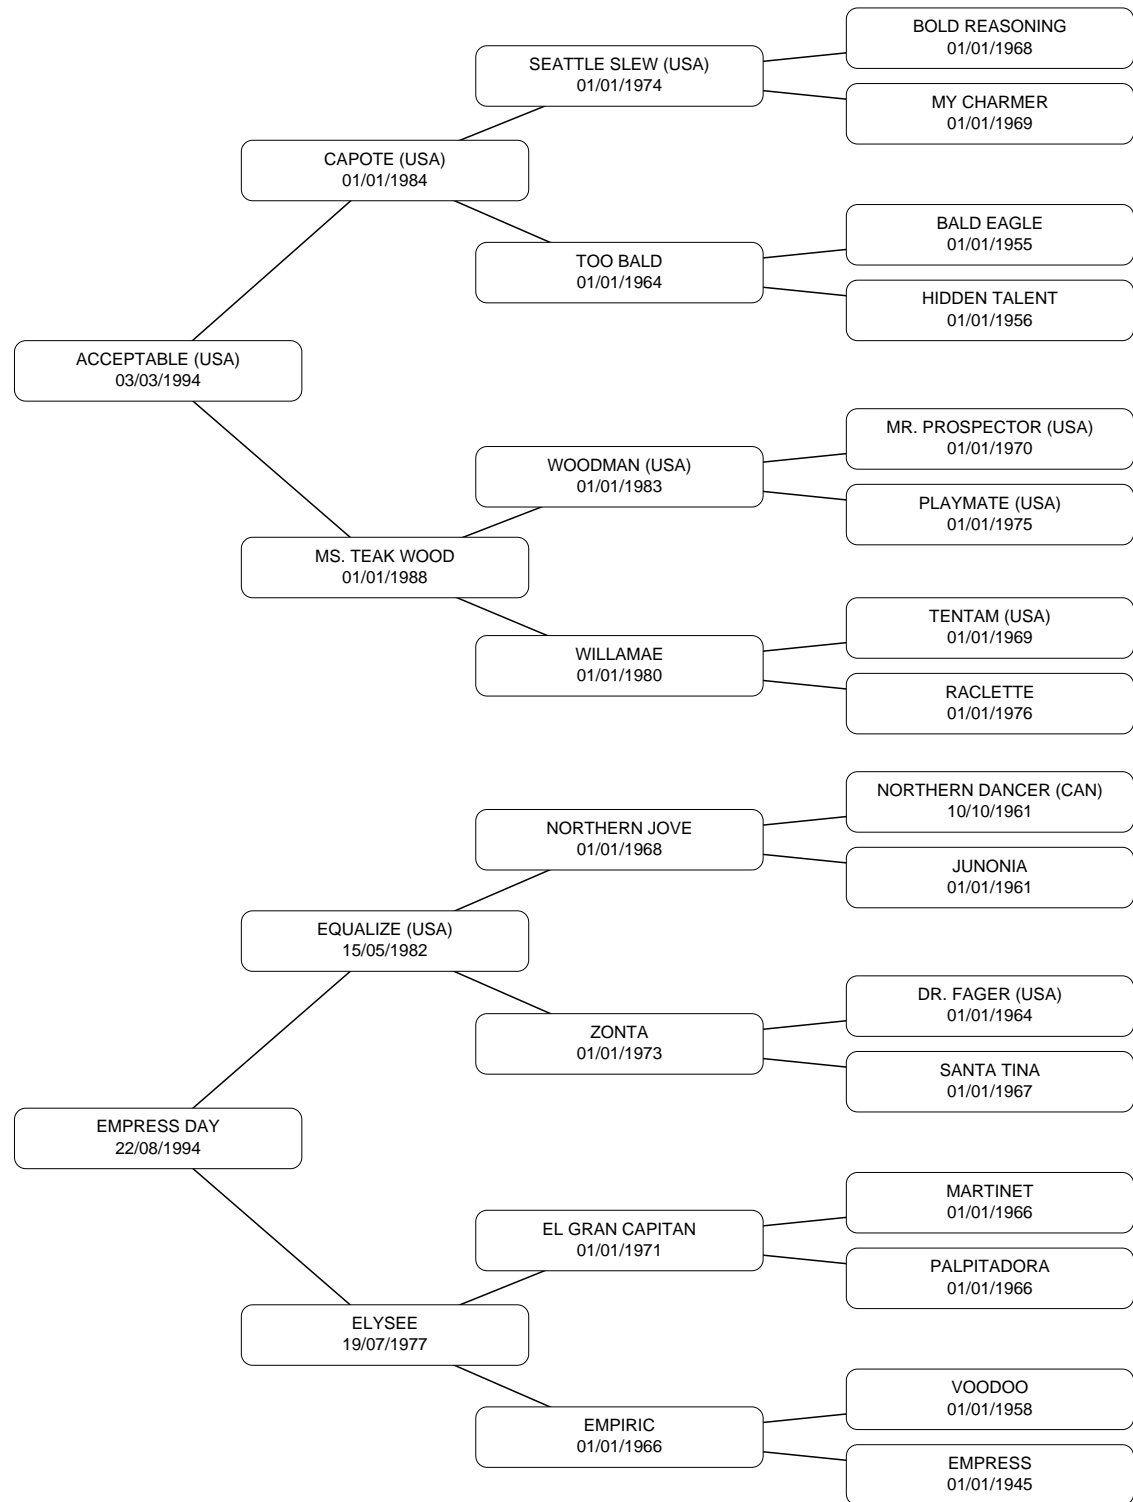 BOLD REASONING
01/01/1968
SEATTLE SLEW (USA)
01/01/1974
MY CHARMER
01/01/1969
CAPOTE (USA)
01/01/1984
BALD EAGLE
01/01/1955
TOO BALD
01/01/1964
HIDDEN TALENT
01/01/1956
ACCEPTABLE (USA)
03/03/1994
MR. PROSPECTOR (USA)
01/01/1970
WOODMAN (USA)
01/01/1983
PLAYMATE (USA)
01/01/1975
MS. TEAK WOOD
01/01/1988
TENTAM (USA)
01/01/1969
WILLAMAE
01/01/1980
RACLETTE
01/01/1976
NORTHERN DANCER (CAN)
10/10/1961
NORTHERN JOVE
01/01/1968
JUNONIA
01/01/1961
EQUALIZE (USA)
15/05/1982
DR. FAGER (USA)
01/01/1964
ZONTA
01/01/1973
SANTA TINA
01/01/1967
EMPRESS DAY
22/08/1994
MARTINET
01/01/1966
EL GRAN CAPITAN
01/01/1971
PALPITADORA
01/01/1966
ELYSEE
19/07/1977
VOODOO
01/01/1958
EMPIRIC
01/01/1966
EMPRESS
01/01/1945